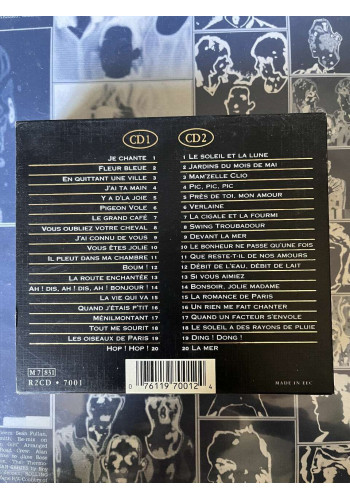 CD1
JE CHANTE 1
FLEUR BLEUE 2
EN QUITTANT UNE VILLE 3
J'AI TA MAIN 4
Y A D'LA JOIE 5
PIGEON VOLE 6
LE GRAND CAFÉ 7
VOUS OUBLIEZ VOTRE CHEVAL 8
J'AI CONNU DE VOUS 9
VOUS ÊTES JOLIE 10
IL PLEUT DANS MA CHAMBRE 11
BOUM ! 12
LA ROUTE ENCHANTÉE 13
AH ! DIS, AH ! DIS, AH ! BONJOUR ! 14
LA VIE QUI VA 15
QUAND J'ÉTAIS P'TIT 16
MÉNILMONTANT 17
TOUT ME SOURIT 18
LES OISEAUX DE PARIS 19
HOP ! HOP ! 20
CD2
1 LE SOLEIL ET LA LUNE
2 JARDINS DU MOIS DE MAI
3 MAM'ZELLE CLIO
4 PIC, PIC, PIC
5 PRÈS DE TOI, MON AMOUR
6 VERLAINE
7 LA CIGALE ET LA FOURMI
8 SWING TROUBADOUR
9 DEVANT LA MER
10 LE BONHEUR NE PASSE QU'UNE FOIS
11 QUE RESTE-T-IL DE NOS AMOURS
12 DÉBIT DE L'EAU, DÉBIT DE LAIT
13 SI VOUS AIMIEZ
14 BONSOIR, JOLIE MADAME
15 LA ROMANCE DE PARIS
16 UN RIEN ME FAIT CHANTER
17 QUAND UN FACTEUR S'ENVOLE
18 LE SOLEIL A DES RAYONS DE PLUIE
19 DING ! DONG !
20 LA MER
M7 851
R2CD • 7001
0 76119 70012 4
MADE IN EEC